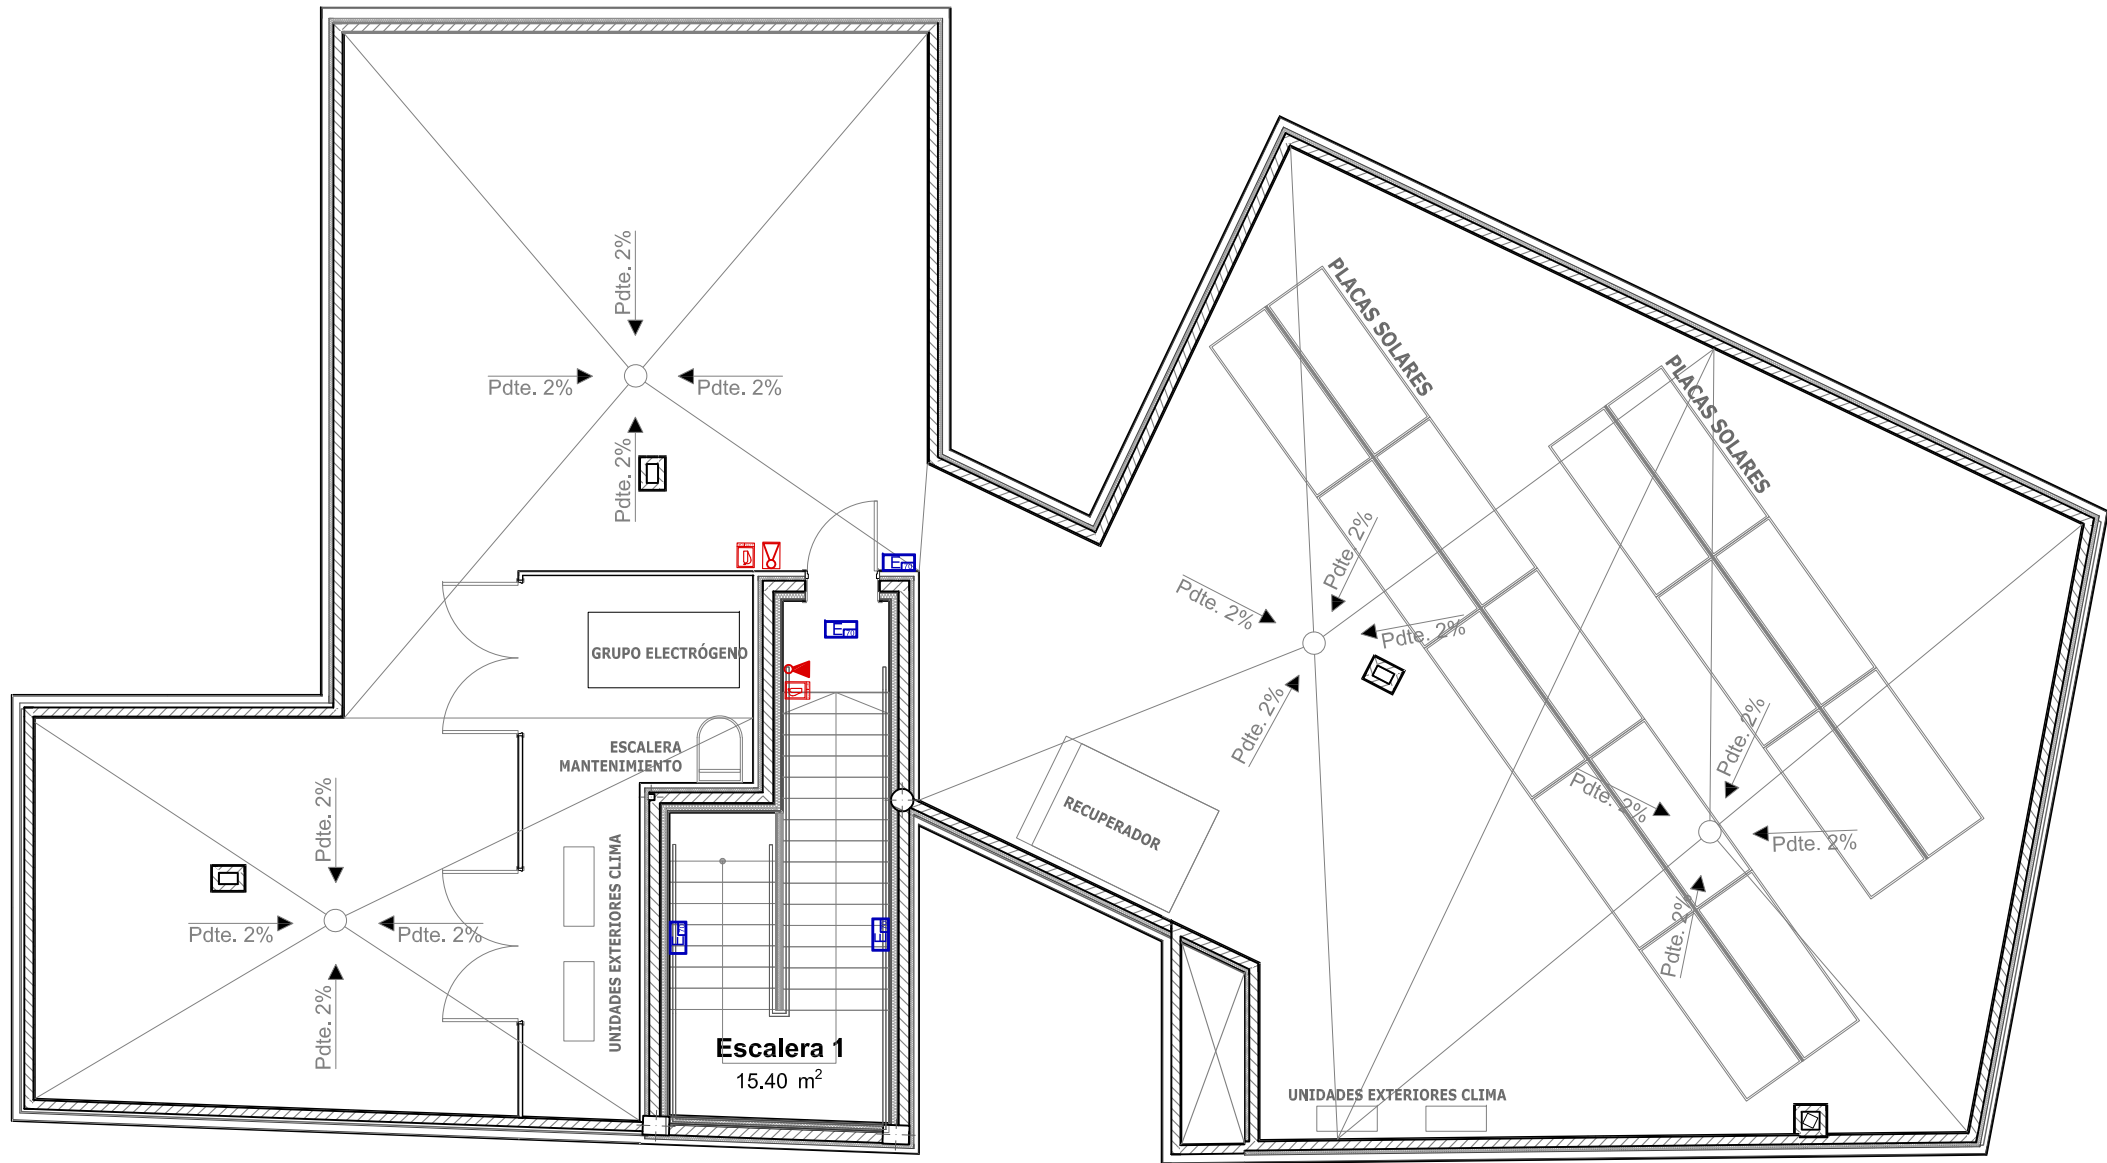 Pdte. 2%
Pdte. 2%
Pdte. 2%
Pdte. 2%
PLACAS SOLARES
PLACAS SOLARES
Pdte. 2%
Pdte. 2%
Pdte. 2%
Pdte. 2%
GRUPO ELECTRÓGENO
ESCALERA
MANTENIMIENTO
E
E
E
E
RECUPERADOR
Pdte. 2%
Pdte. 2%
Pdte. 2%
Pdte. 2%
Pdte. 2%
Pdte. 2%
Pdte. 2%
Pdte. 2%
UNIDADES EXTERIORES CLIMA
Escalera 1
15.40 m²
UNIDADES EXTERIORES CLIMA